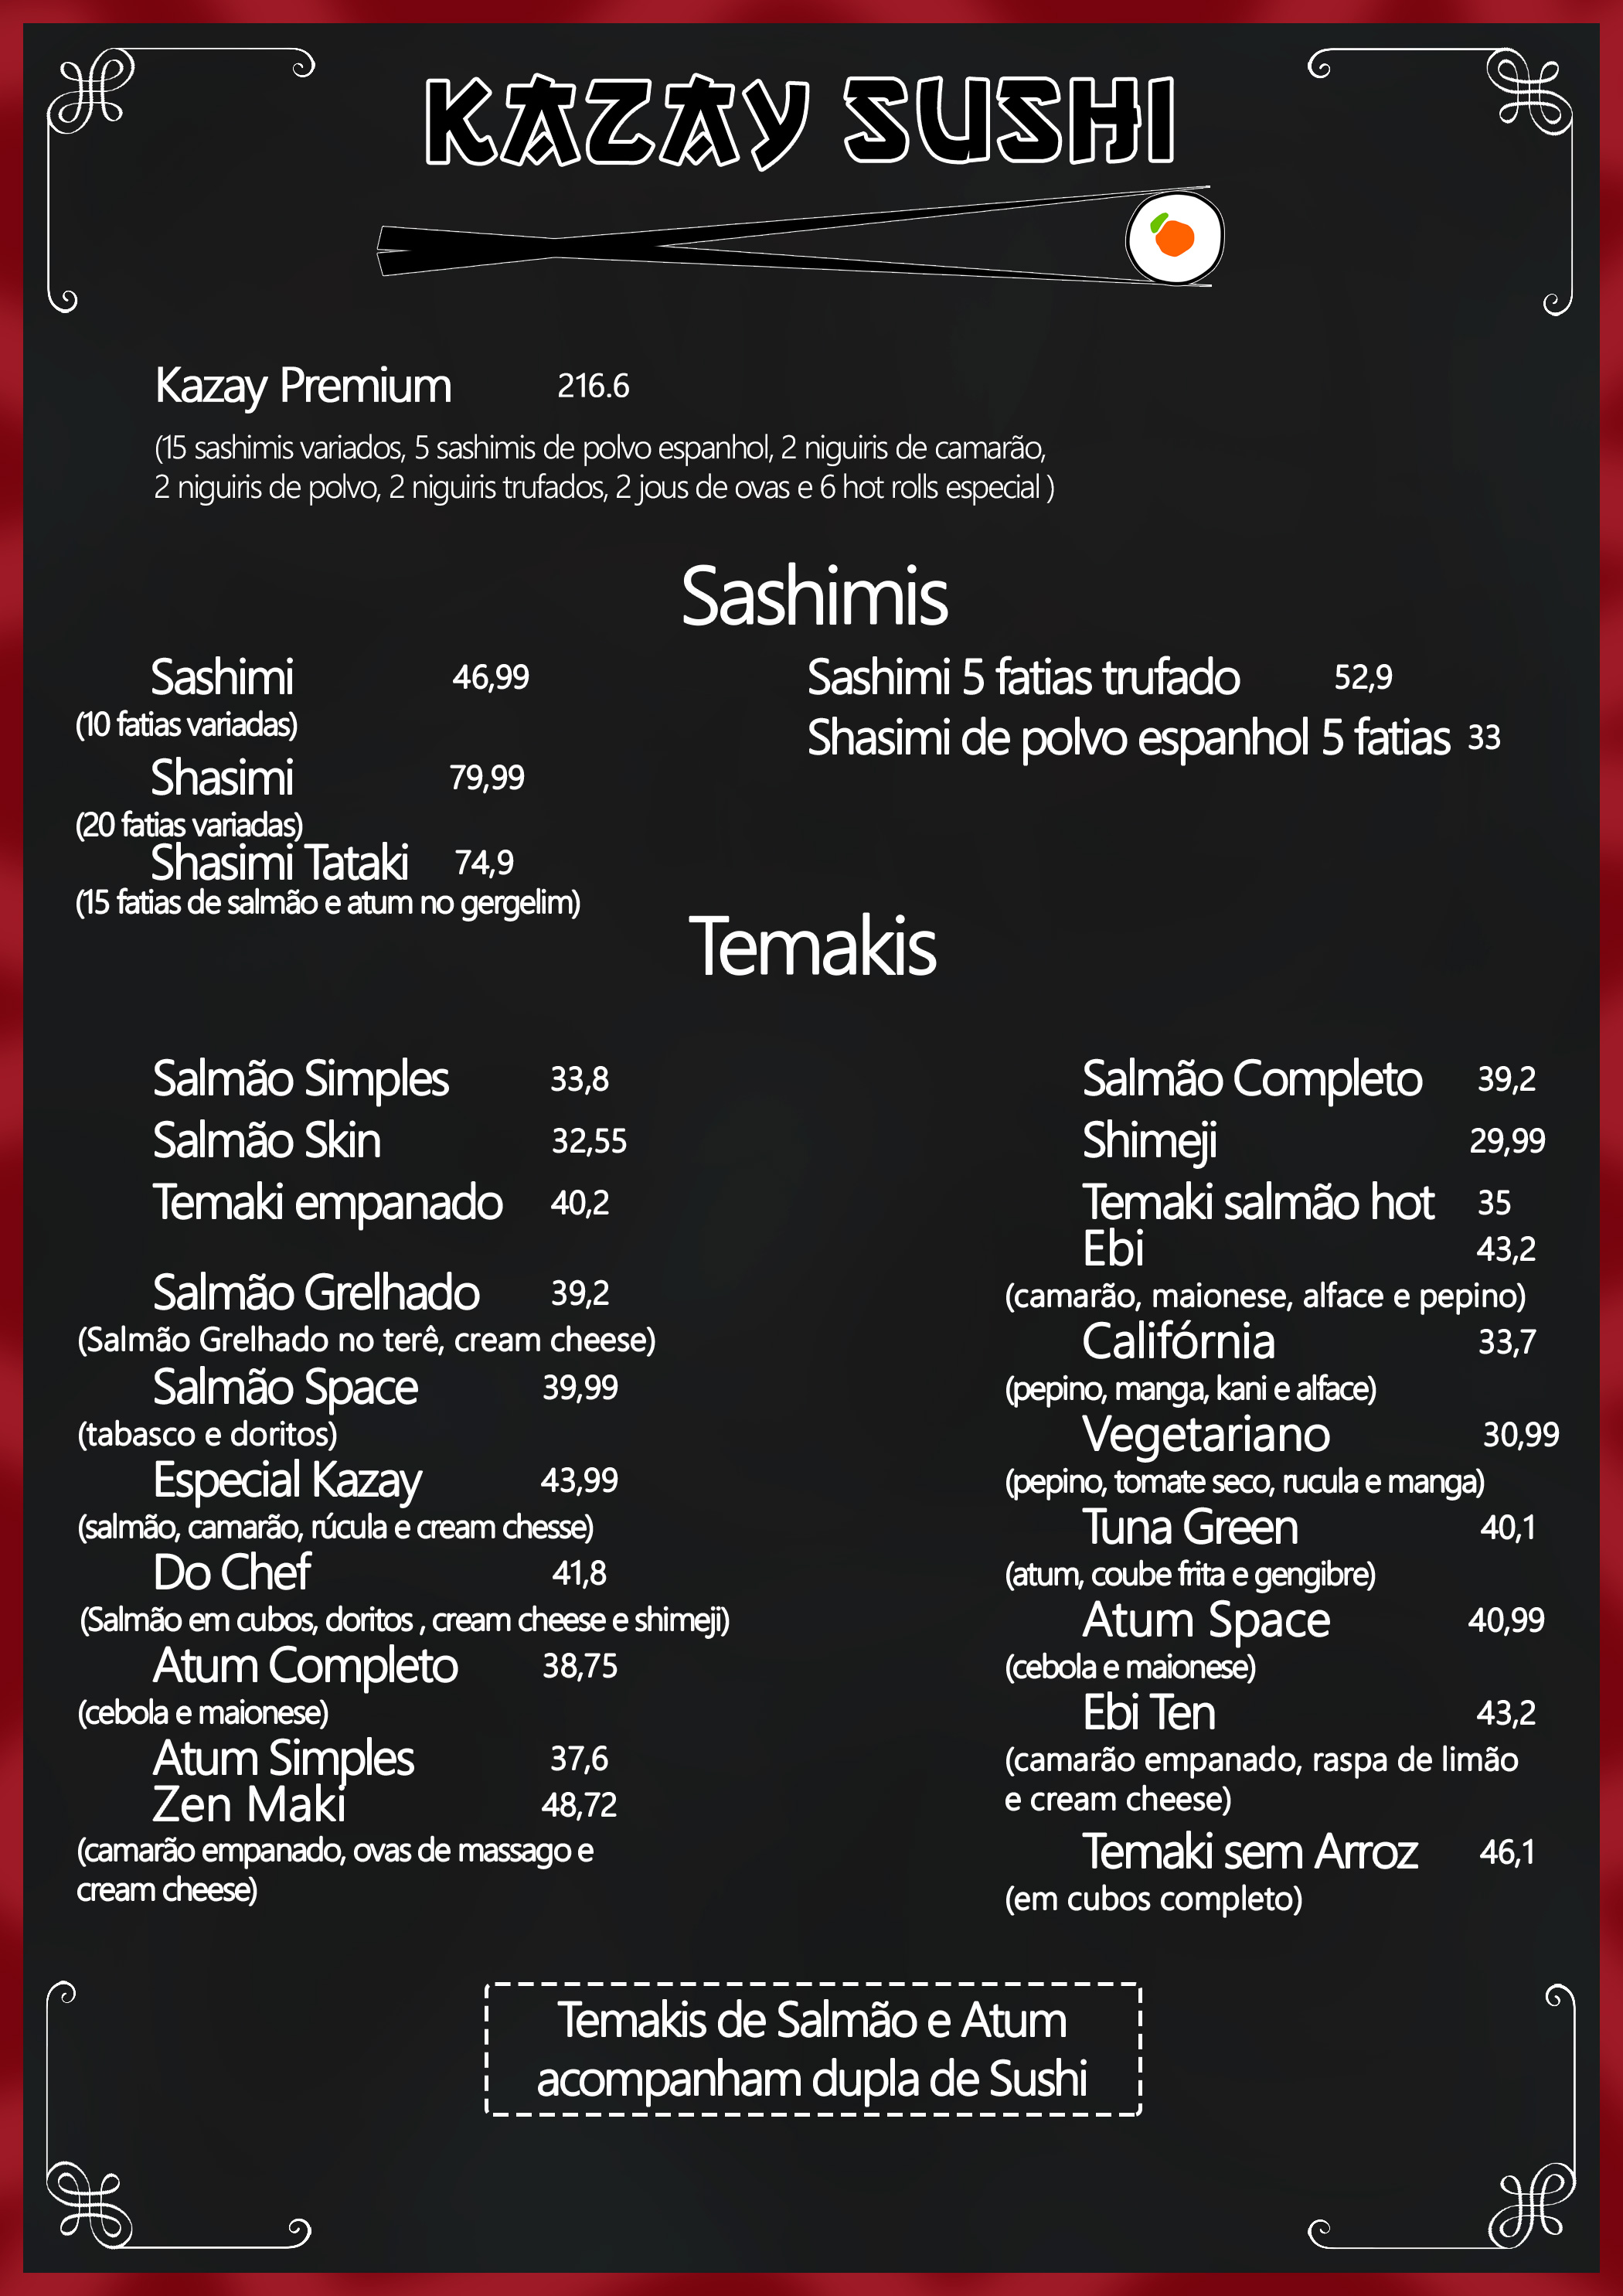 KAZAY SUSHI
Kazay Premium 216.6
(15 sashimis variados, 5 sashimis de polvo espanhol, 2 niguiris de camarão,
2 niguiris de polvo, 2 niguiris trufados, 2 jous de ovas e 6 hot rolls especial )
Sashimis
Sashimi 46,99
(10 fatias variadas)
Shasimi 79,99
(20 fatias variadas)
Shasimi Tataki 74,9
(15 fatias de salmão e atum no gergelim)
Sashimi 5 fatias trufado 52,9
Shasimi de polvo espanhol 5 fatias 33
Temakis
Salmão Simples 33,8
Salmão Skin 32,55
Temaki empanado 40,2
Salmão Grelhado 39,2
(Salmão Grelhado no terê, cream cheese)
Salmão Space 39,99
(tabasco e doritos)
Especial Kazay 43,99
(salmão, camarão, rúcula e cream chesse)
Do Chef 41,8
(Salmão em cubos, doritos , cream cheese e shimeji)
Atum Completo 38,75
(cebola e maionese)
Atum Simples 37,6
Zen Maki 48,72
(camarão empanado, ovas de massago e
cream cheese)
Salmão Completo 39,2
Shimeji 29,99
Temaki salmão hot 35
Ebi 43,2
(camarão, maionese, alface e pepino)
Califórnia 33,7
(pepino, manga, kani e alface)
Vegetariano 30,99
(pepino, tomate seco, rucula e manga)
Tuna Green 40,1
(atum, coube frita e gengibre)
Atum Space 40,99
(cebola e maionese)
Ebi Ten 43,2
(camarão empanado, raspa de limão
e cream cheese)
Temaki sem Arroz 46,1
(em cubos completo)
Temakis de Salmão e Atum
acompanham dupla de Sushi